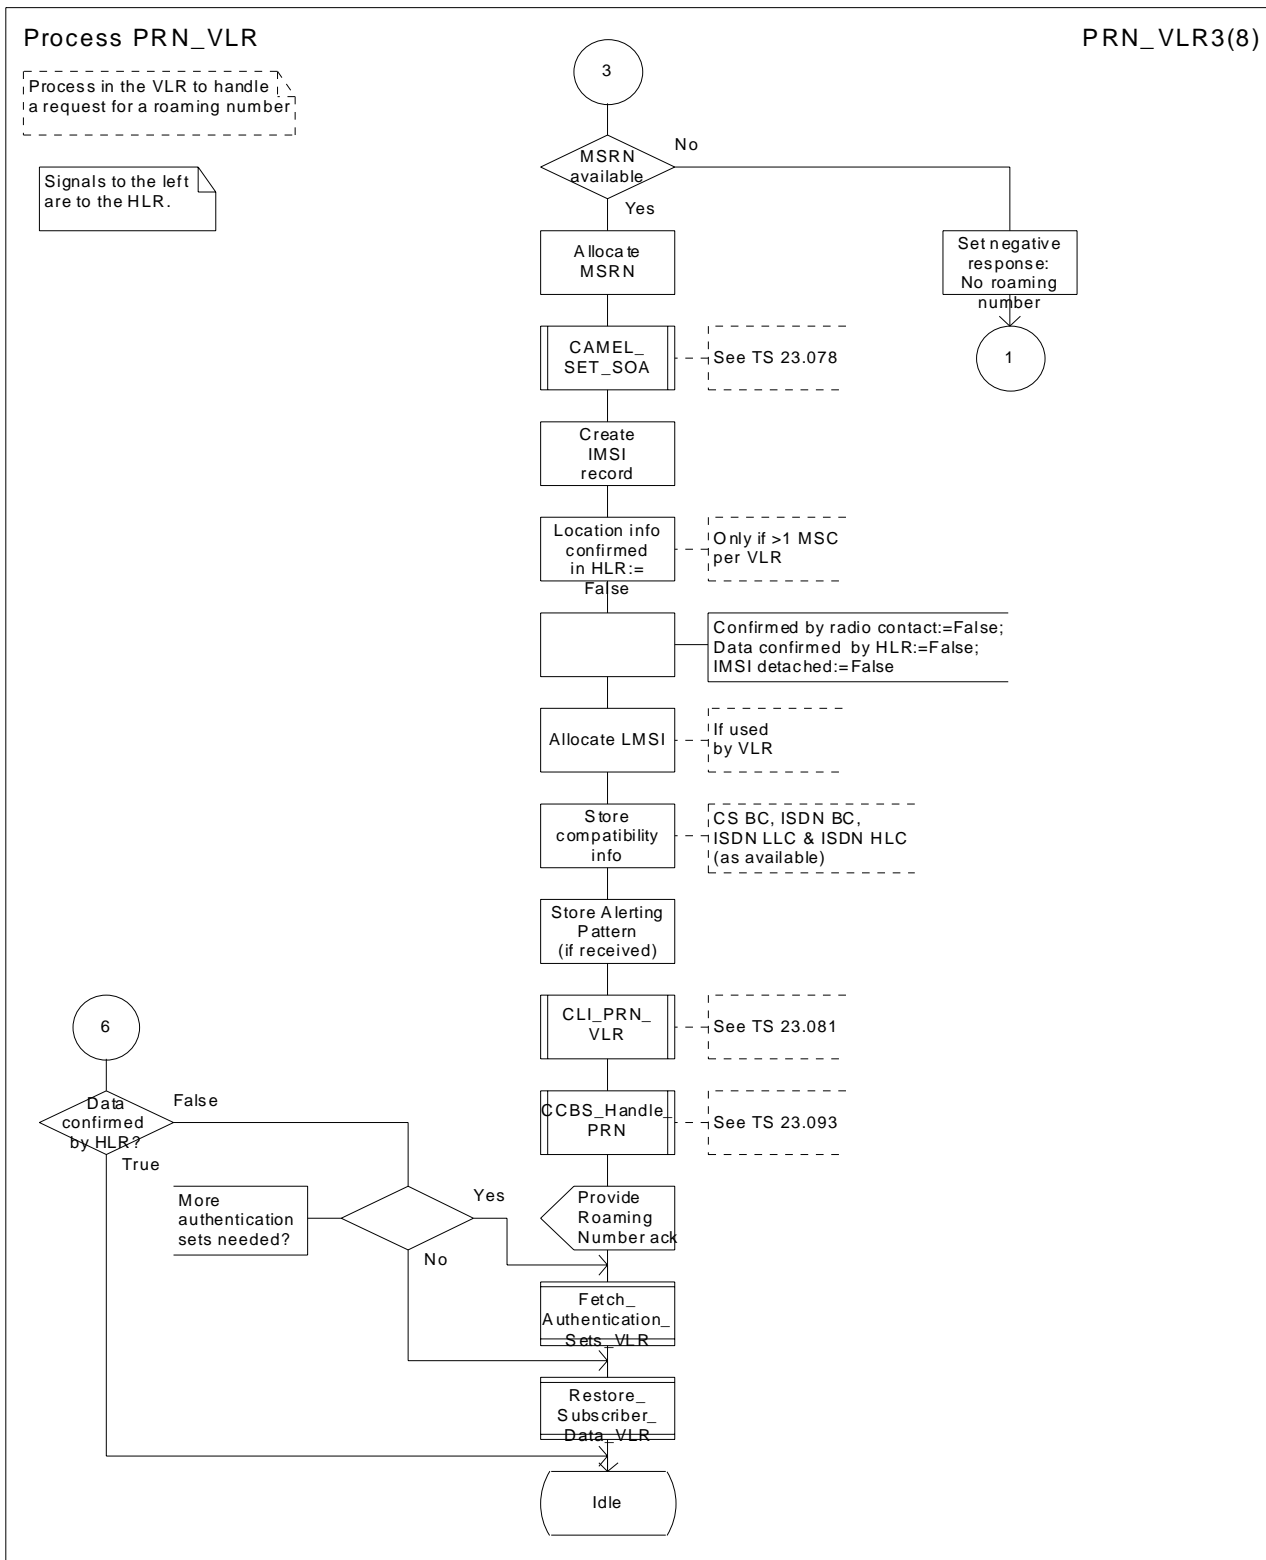 Process PRN_VLR
PRN_VLR3(8)
Process in the VLR to handle
a request for a roaming number
Signals to the left
are to the HLR.
3
MSRN
available
No
Yes
Allocate
MSRN
Set negative
response:
No roaming
number
1
CAMEL_
SET_SOA
See TS 23.078
Create
IMSI
record
Location info
confirmed
in HLR:=
False
Only if >1 MSC
per VLR
Confirmed by radio contact:=False;
Data confirmed by HLR:=False;
IMSI detached:=False
Allocate LMSI
If used
by VLR
Store
compatibility
info
CS BC, ISDN BC,
ISDN LLC & ISDN HLC
(as available)
Store Alerting
Pattern
(if received)
CLI_PRN_
VLR
See TS 23.081
6
Data
confirmed
by HLR?
False
True
CCBS_Handle_
PRN
See TS 23.093
More
authentication
sets needed?
Yes
No
Provide
Roaming
Number ack
Fetch_
Authentication_
Sets_VLR
Restore_
Subscriber_
Data_VLR
Idle